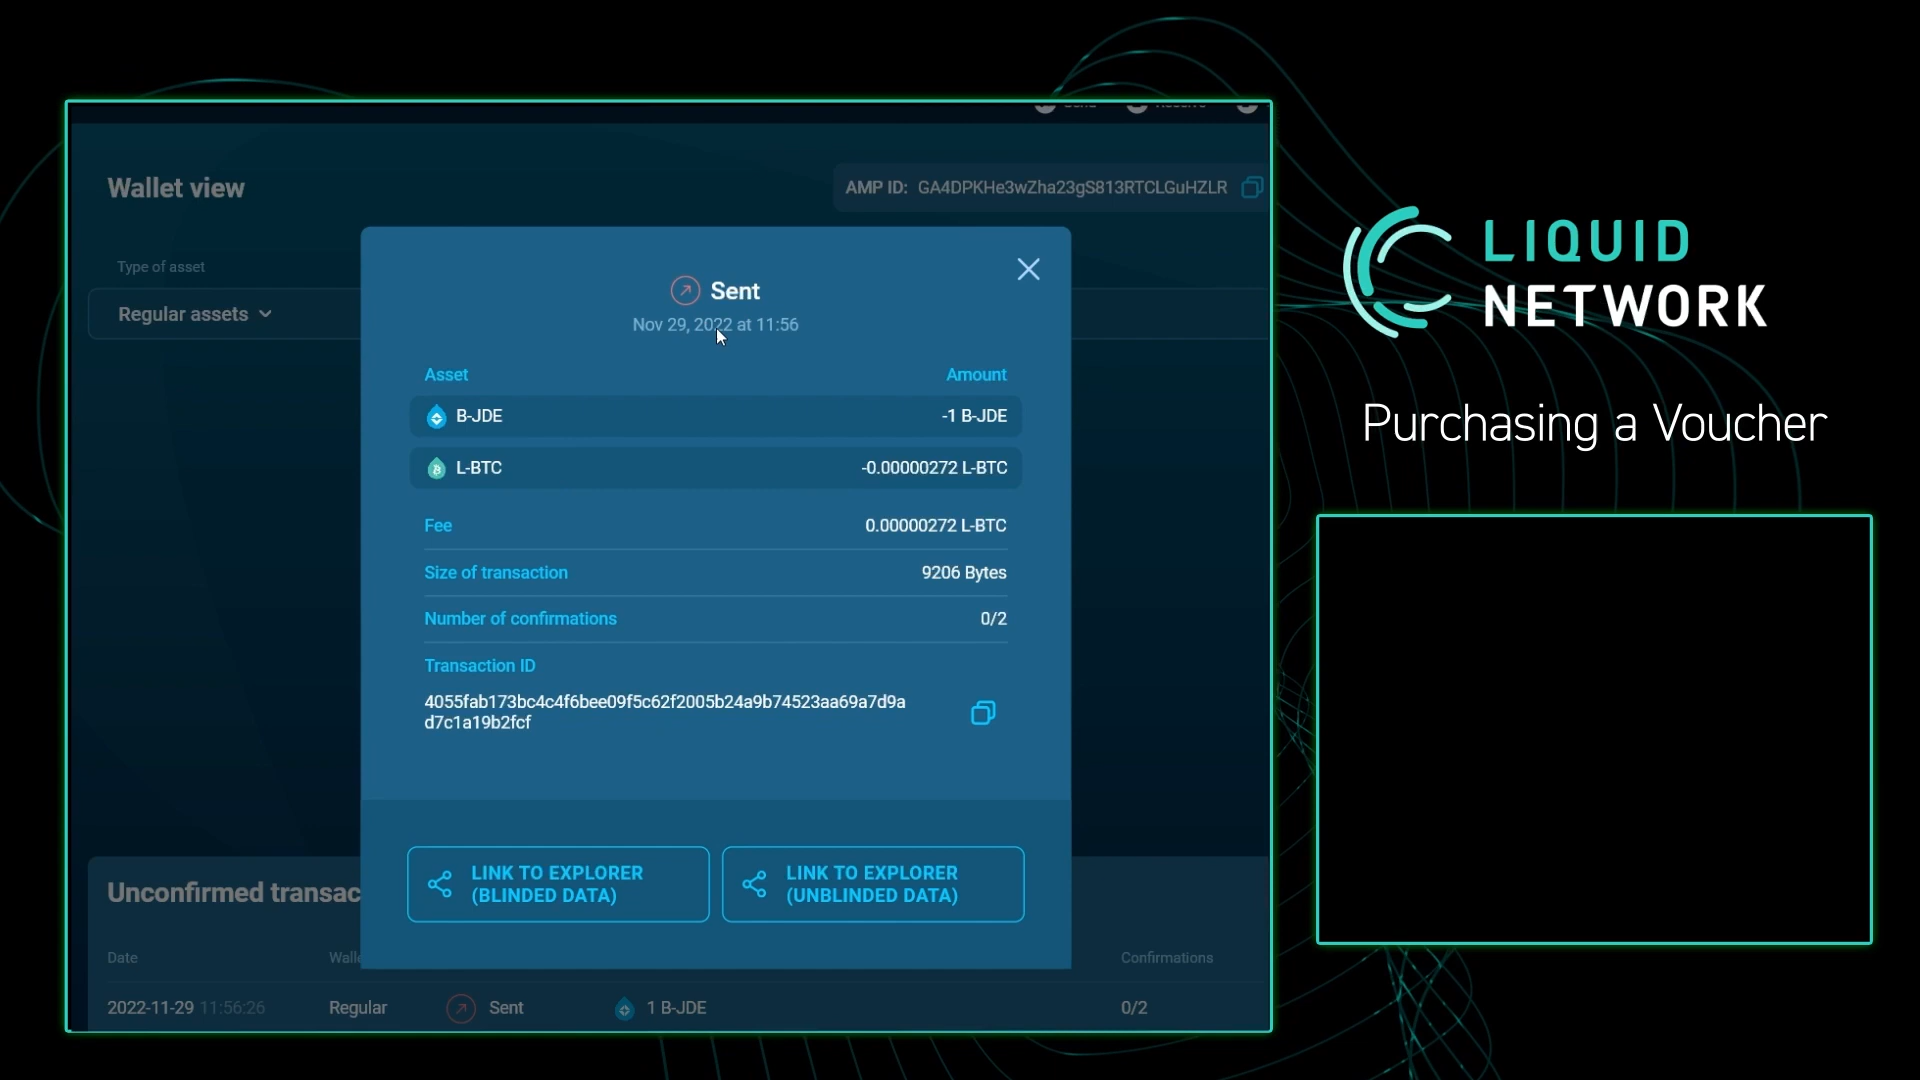 Wallet view
AMP ID: GA4DPKHe3wZha23gS813RTCLGuHZLR
Type of asset
Regular assets
Sent
Nov 29, 2022 at 11:56
Asset Amount
B-JDE -1 B-JDE
L-BTC -0.00000272 L-BTC
Fee 0.00000272 L-BTC
Size of transaction 9206 Bytes
Number of confirmations 0/2
Transaction ID
4055fab173bc4c4f6bee09f5c62f2005b24a9b74523aa69a7d9a
d7c1a19b2fcf
LINK TO EXPLORER
(BLINDED DATA)
LINK TO EXPLORER
(UNBLINDED DATA)
Unconfirmed transac
Date Walle Confirmations
2022-11-29 11:56:26 Regular Sent 1 B-JDE 0/2
LIQUID
NETWORK
Purchasing a Voucher